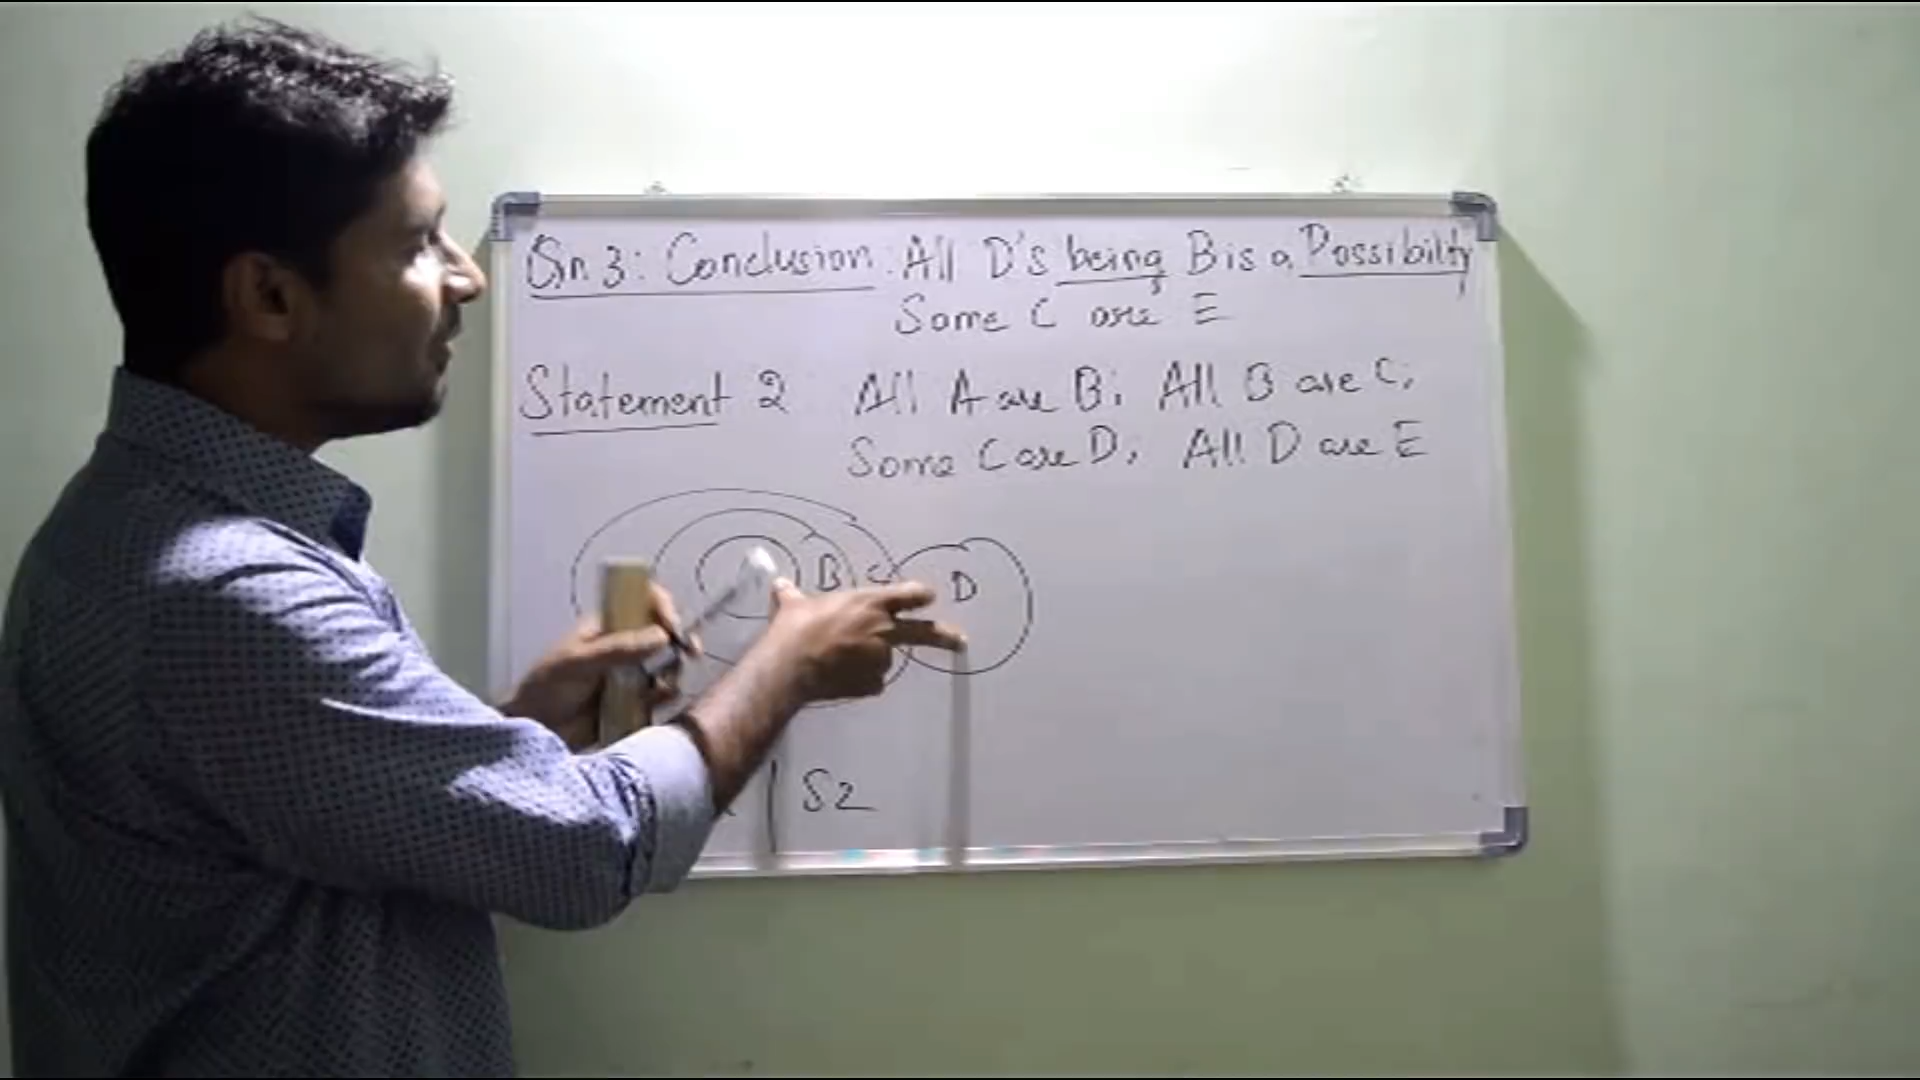 Qn 3: Conclusion: All D's being B is a Possibilty
Some C are E
Statement 2 All A are B; All B are C;
Some C are D; All D are E
B C D
S2